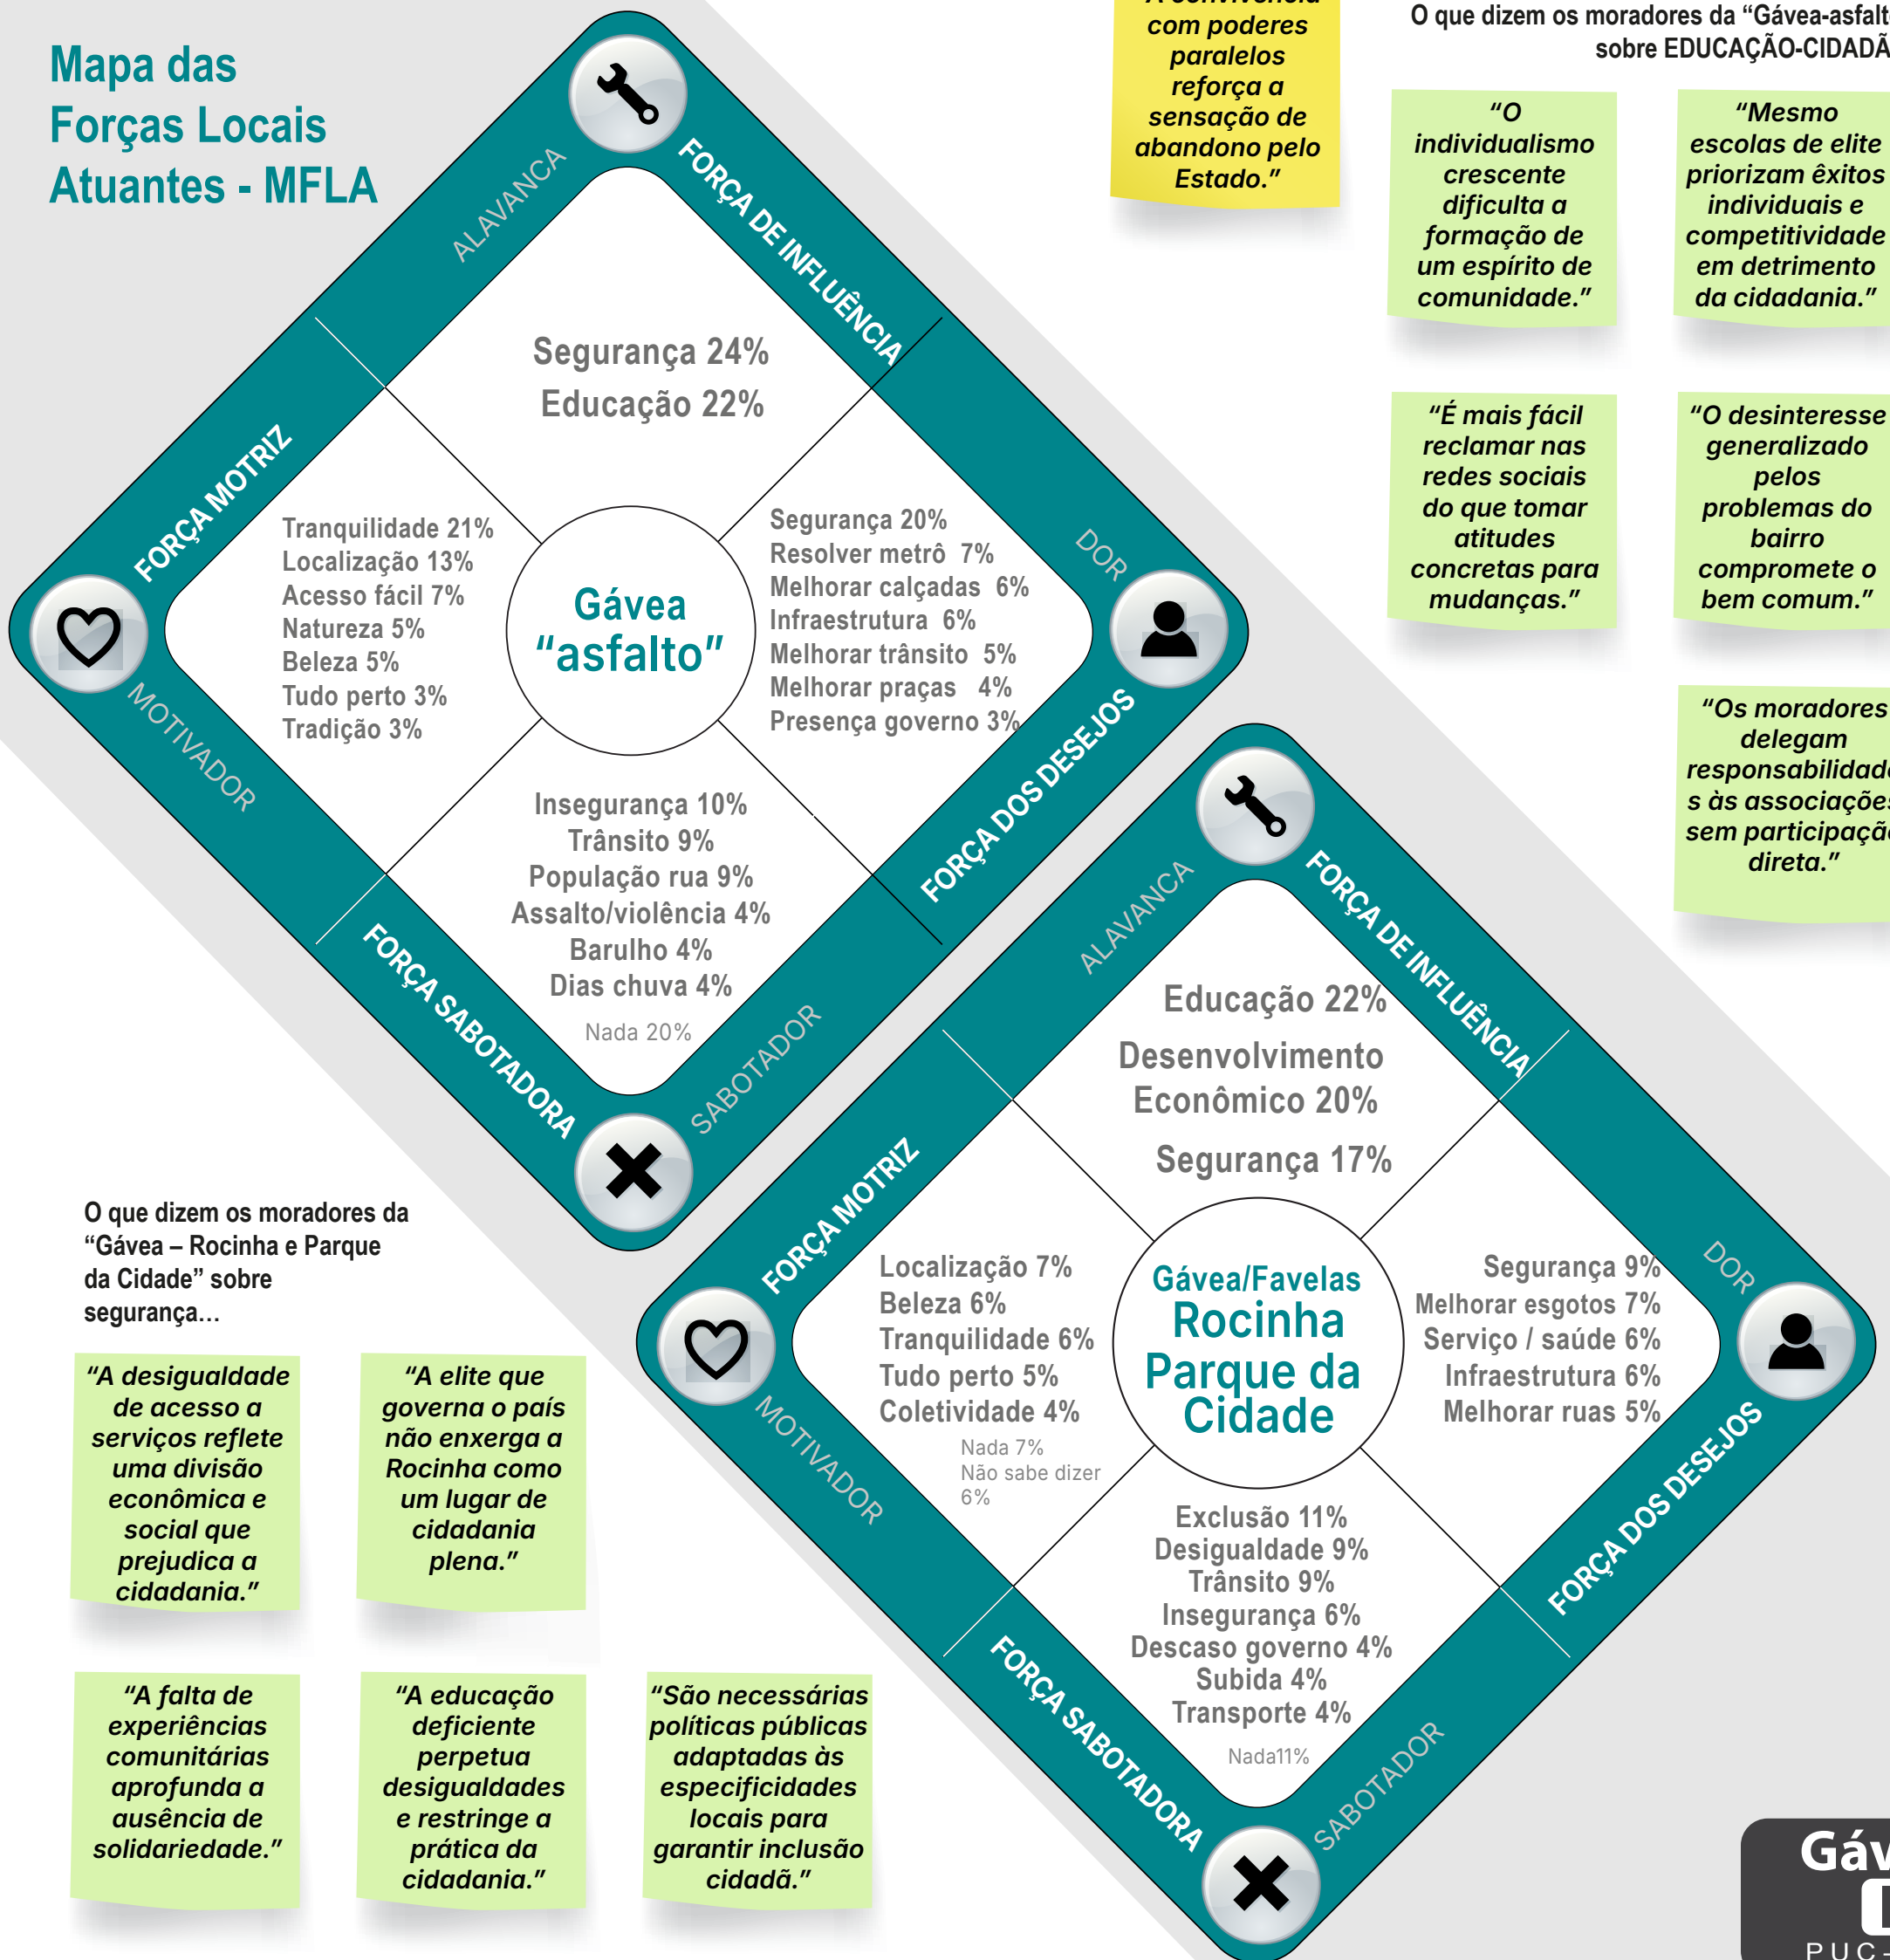 Mapa das
Forças Locais
Atuantes - MFLA
com poderes
paralelos
reforça a
sensação de
abandono pelo
Estado.”
O que dizem os moradores da “Gávea-asfalt
sobre EDUCAÇÃO-CIDADÃ
“O
individualismo
crescente
dificulta a
formação de
um espírito de
comunidade.”
“Mesmo
escolas de elite
priorizam êxitos
individuais e
competitividade
em detrimento
da cidadania.”
“É mais fácil
reclamar nas
redes sociais
do que tomar
atitudes
concretas para
mudanças.”
“O desinteresse
generalizado
pelos
problemas do
bairro
compromete o
bem comum.”
“Os moradores
delegam
responsabilidade
s às associações
sem participação
direta.”
ALAVANCA
FORÇA DE INFLUÊNCIA
Segurança 24%
Educação 22%
FORÇA MOTRIZ
MOTIVADOR
Tranquilidade 21%
Localização 13%
Acesso fácil 7%
Natureza 5%
Beleza 5%
Tudo perto 3%
Tradição 3%
Gávea
“asfalto”
Segurança 20%
Resolver metrô 7%
Melhorar calçadas 6%
Infraestrutura 6%
Melhorar trânsito 5%
Melhorar praças 4%
Presença governo 3%
DOR
FORÇA DOS DESEJOS
Insegurança 10%
Trânsito 9%
População rua 9%
Assalto/violência 4%
Barulho 4%
Dias chuva 4%
Nada 20%
FORÇA SABOTADORA
SABOTADOR
ALAVANCA
FORÇA DE INFLUÊNCIA
Educação 22%
Desenvolvimento
Econômico 20%
Segurança 17%
FORÇA MOTRIZ
MOTIVADOR
Localização 7%
Beleza 6%
Tranquilidade 6%
Tudo perto 5%
Coletividade 4%
Nada 7%
Não sabe dizer
6%
Gávea/Favelas
Rocinha
Parque da
Cidade
Segurança 9%
Melhorar esgotos 7%
Serviço / saúde 6%
Infraestrutura 6%
Melhorar ruas 5%
DOR
FORÇA DOS DESEJOS
Exclusão 11%
Desigualdade 9%
Trânsito 9%
Insegurança 6%
Descaso governo 4%
Subida 4%
Transporte 4%
Nada11%
FORÇA SABOTADORA
SABOTADOR
O que dizem os moradores da
“Gávea – Rocinha e Parque
da Cidade” sobre
segurança…
“A desigualdade
de acesso a
serviços reflete
uma divisão
econômica e
social que
prejudica a
cidadania.”
“A elite que
governa o país
não enxerga a
Rocinha como
um lugar de
cidadania
plena.”
“A falta de
experiências
comunitárias
aprofunda a
ausência de
solidariedade.”
“A educação
deficiente
perpetua
desigualdades
e restringe a
prática da
cidadania.”
“São necessárias
políticas públicas
adaptadas às
especificidades
locais para
garantir inclusão
cidadã.”
Gáv
PUC-